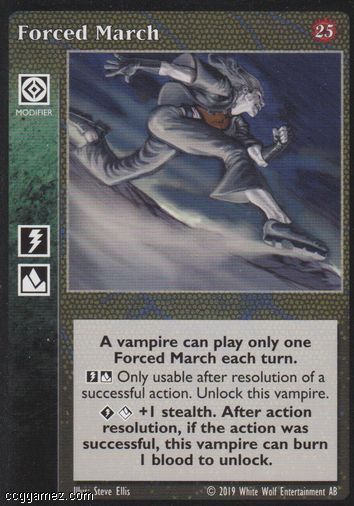 Forced March
25
MODIFIER
A vampire can play only one
Forced March each turn.
Only usable after resolution of a
successful action. Unlock this vampire.
+1 stealth. After action
resolution, if the action was
successful, this vampire can burn
1 blood to unlock.
Illus: Steve Ellis
© 2019 White Wolf Entertainment AB
ccggamez.com